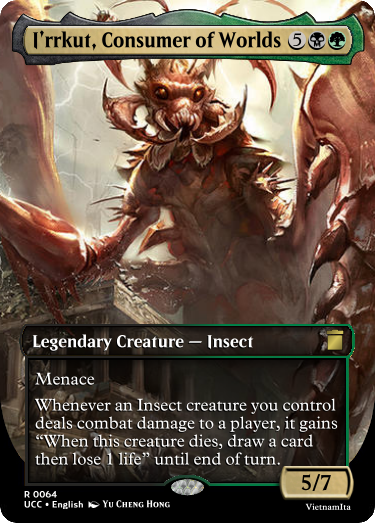 I'rrkut, Consumer of Worlds 5
Legendary Creature — Insect
Menace
Whenever an Insect creature you control
deals combat damage to a player, it gains
“When this creature dies, draw a card
then lose 1 life” until end of turn.
5/7
R 0064
UCC • English Yu Cheng Hong
VietnamIta